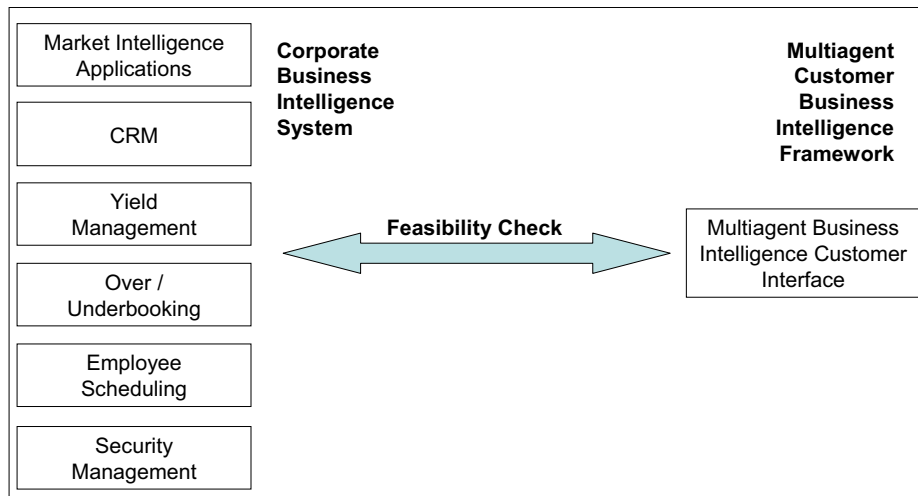 Market Intelligence
Applications
CRM
Yield
Management
Over /
Underbooking
Employee
Scheduling
Security
Management
Corporate
Business
Intelligence
System
Feasibility Check
Multiagent
Customer
Business
Intelligence
Framework
Multiagent Business
Intelligence Customer
Interface